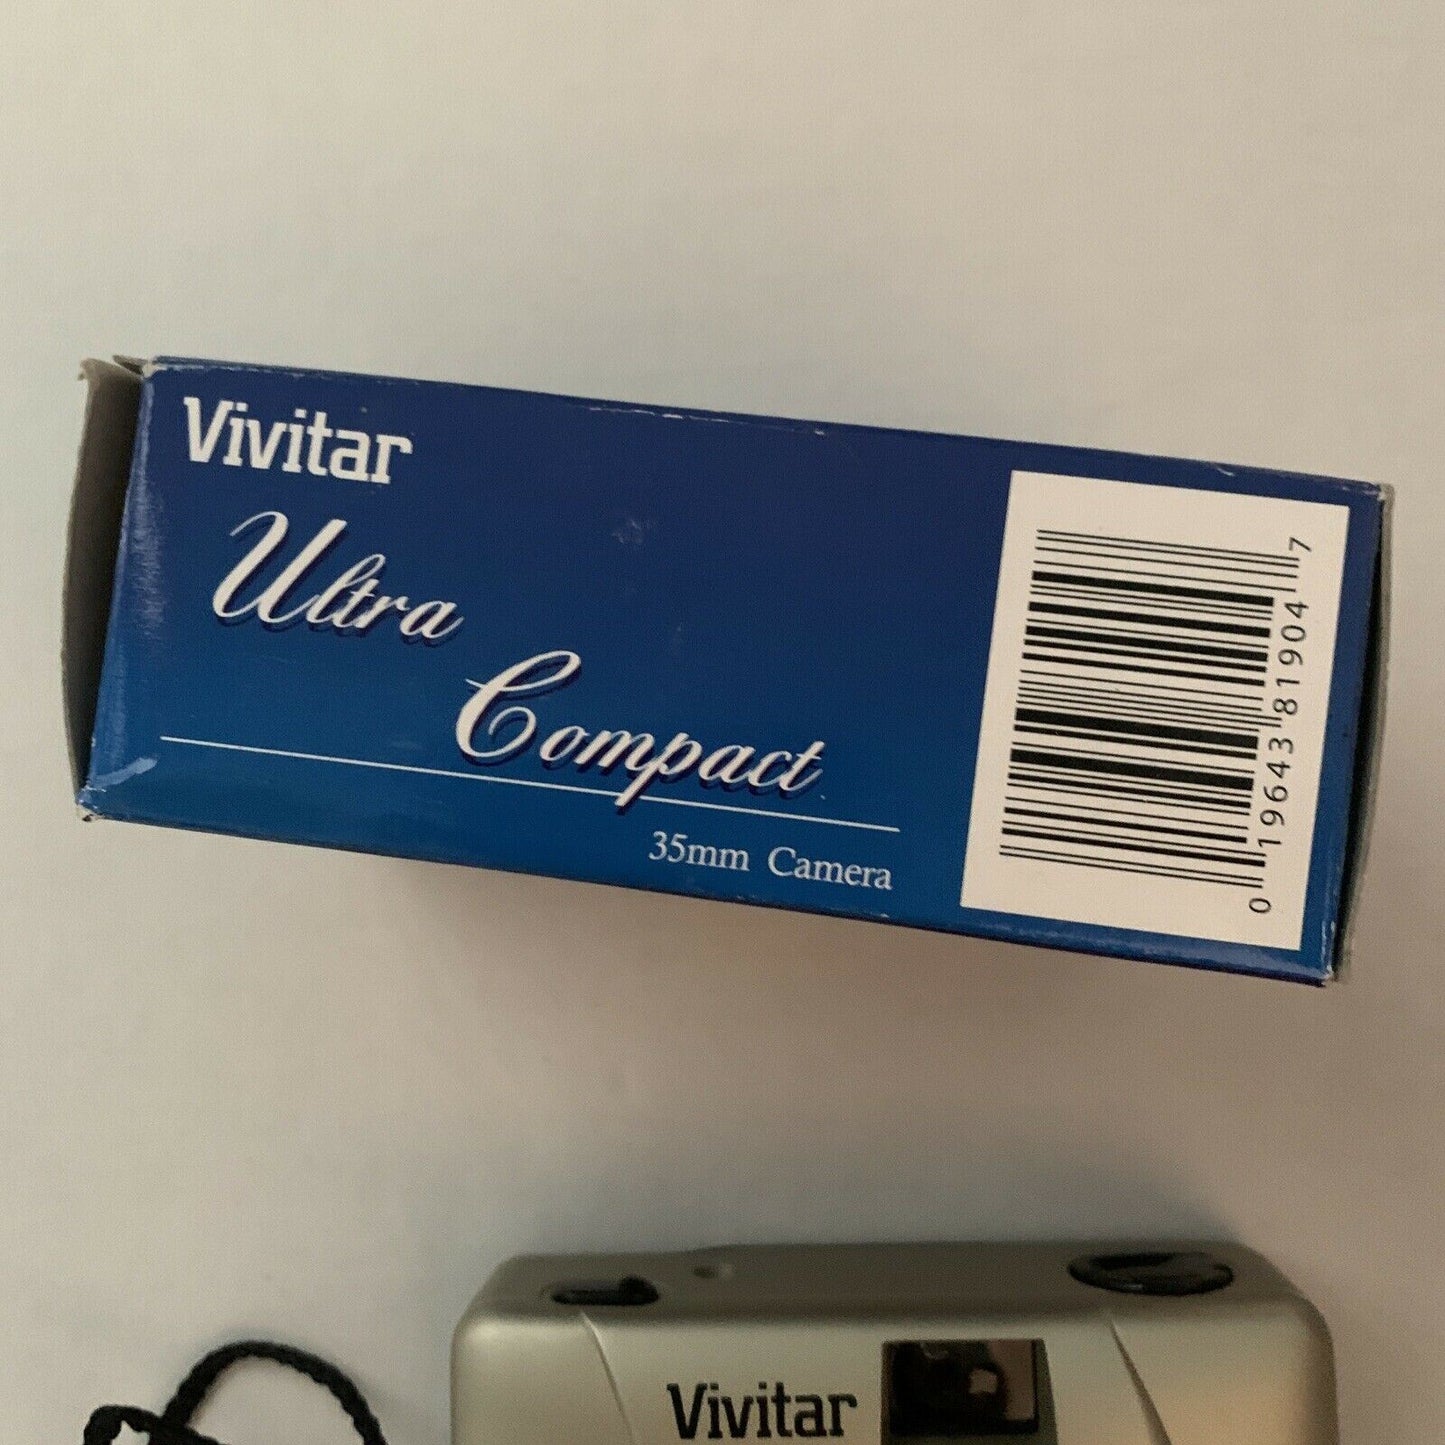 Vivitar
Ultra
Compact
35mm Camera
0 19643 81904 7
Vivitar